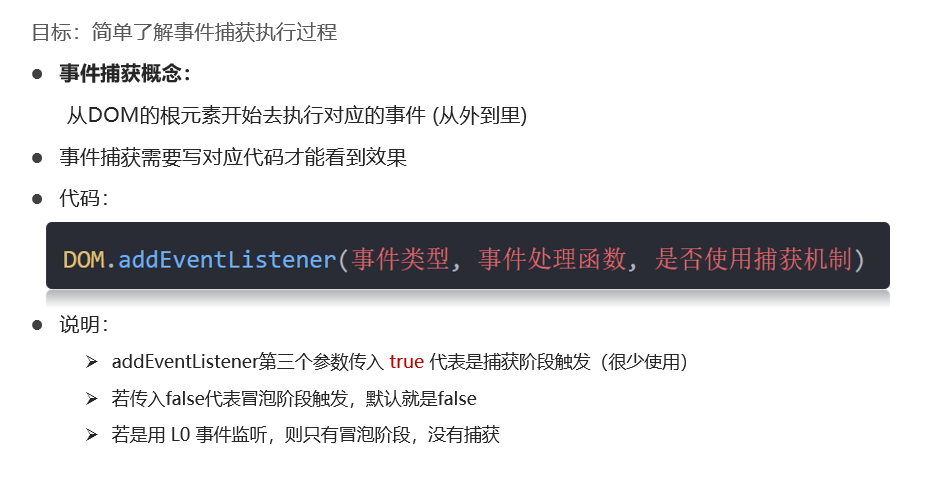 目标：简单了解事件捕获执行过程
事件捕获概念：
从DOM的根元素开始去执行对应的事件 (从外到里)
事件捕获需要写对应代码才能看到效果
代码：
DOM.addEventListener(事件类型, 事件处理函数, 是否使用捕获机制)
说明：
addEventListener第三个参数传入 true 代表是捕获阶段触发（很少使用）
若传入false代表冒泡阶段触发，默认就是false
若是用 L0 事件监听，则只有冒泡阶段，没有捕获